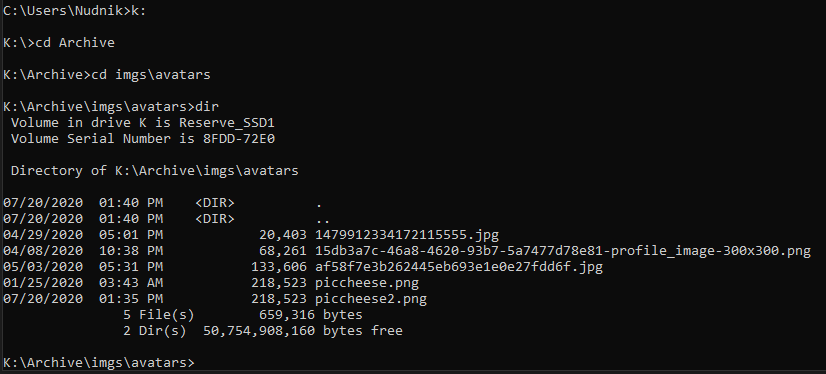 C:\Users\Nudnik>k:
K:\>cd Archive
K:\Archive>cd imgs\avatars
K:\Archive\imgs\avatars>dir
 Volume in drive K is Reserve_SSD1
 Volume Serial Number is 8FDD-72E0
 Directory of K:\Archive\imgs\avatars
07/20/2020  01:40 PM    <DIR>          .
07/20/2020  01:40 PM    <DIR>          ..
04/29/2020  05:01 PM            20,403 1479912334172115555.jpg
04/08/2020  10:38 PM            68,261 15db3a7c-46a8-4620-93b7-5a7477d78e81-profile_image-300x300.png
05/03/2020  05:31 PM           133,606 af58f7e3b262445eb693e1e0e27fdd6f.jpg
01/25/2020  03:43 AM           218,523 piccheese.png
07/20/2020  01:35 PM           218,523 piccheese2.png
               5 File(s)        659,316 bytes
               2 Dir(s)  50,754,908,160 bytes free
K:\Archive\imgs\avatars>